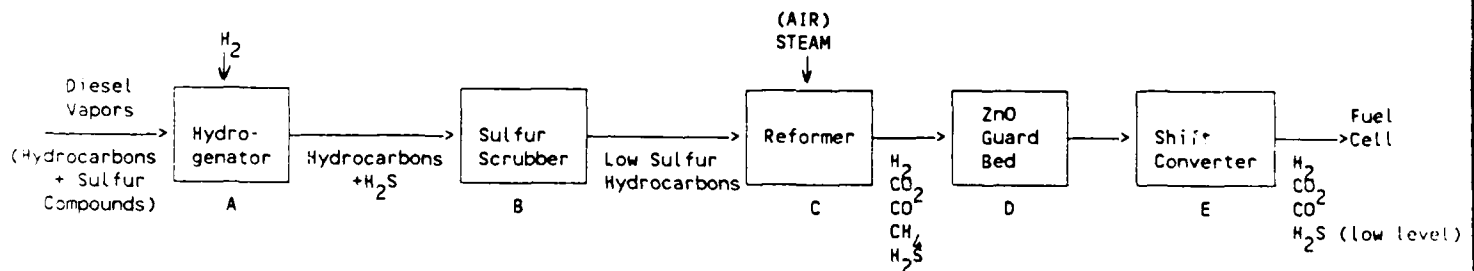 H2
Diesel
Vapors
(Hydrocarbons
+ Sulfur
Compounds)
Hydro-
genator
A
Hydrocarbons
+H2S
Sulfur
Scrubber
B
Low Sulfur
Hydrocarbons
(AIR)
STEAM
Reformer
C
H2
CO2
CO
CH4
H2S
ZnO
Guard
Bed
D
Shift
Converter
E
Fuel
Cell
H2
CO2
CO
H2S (low level)